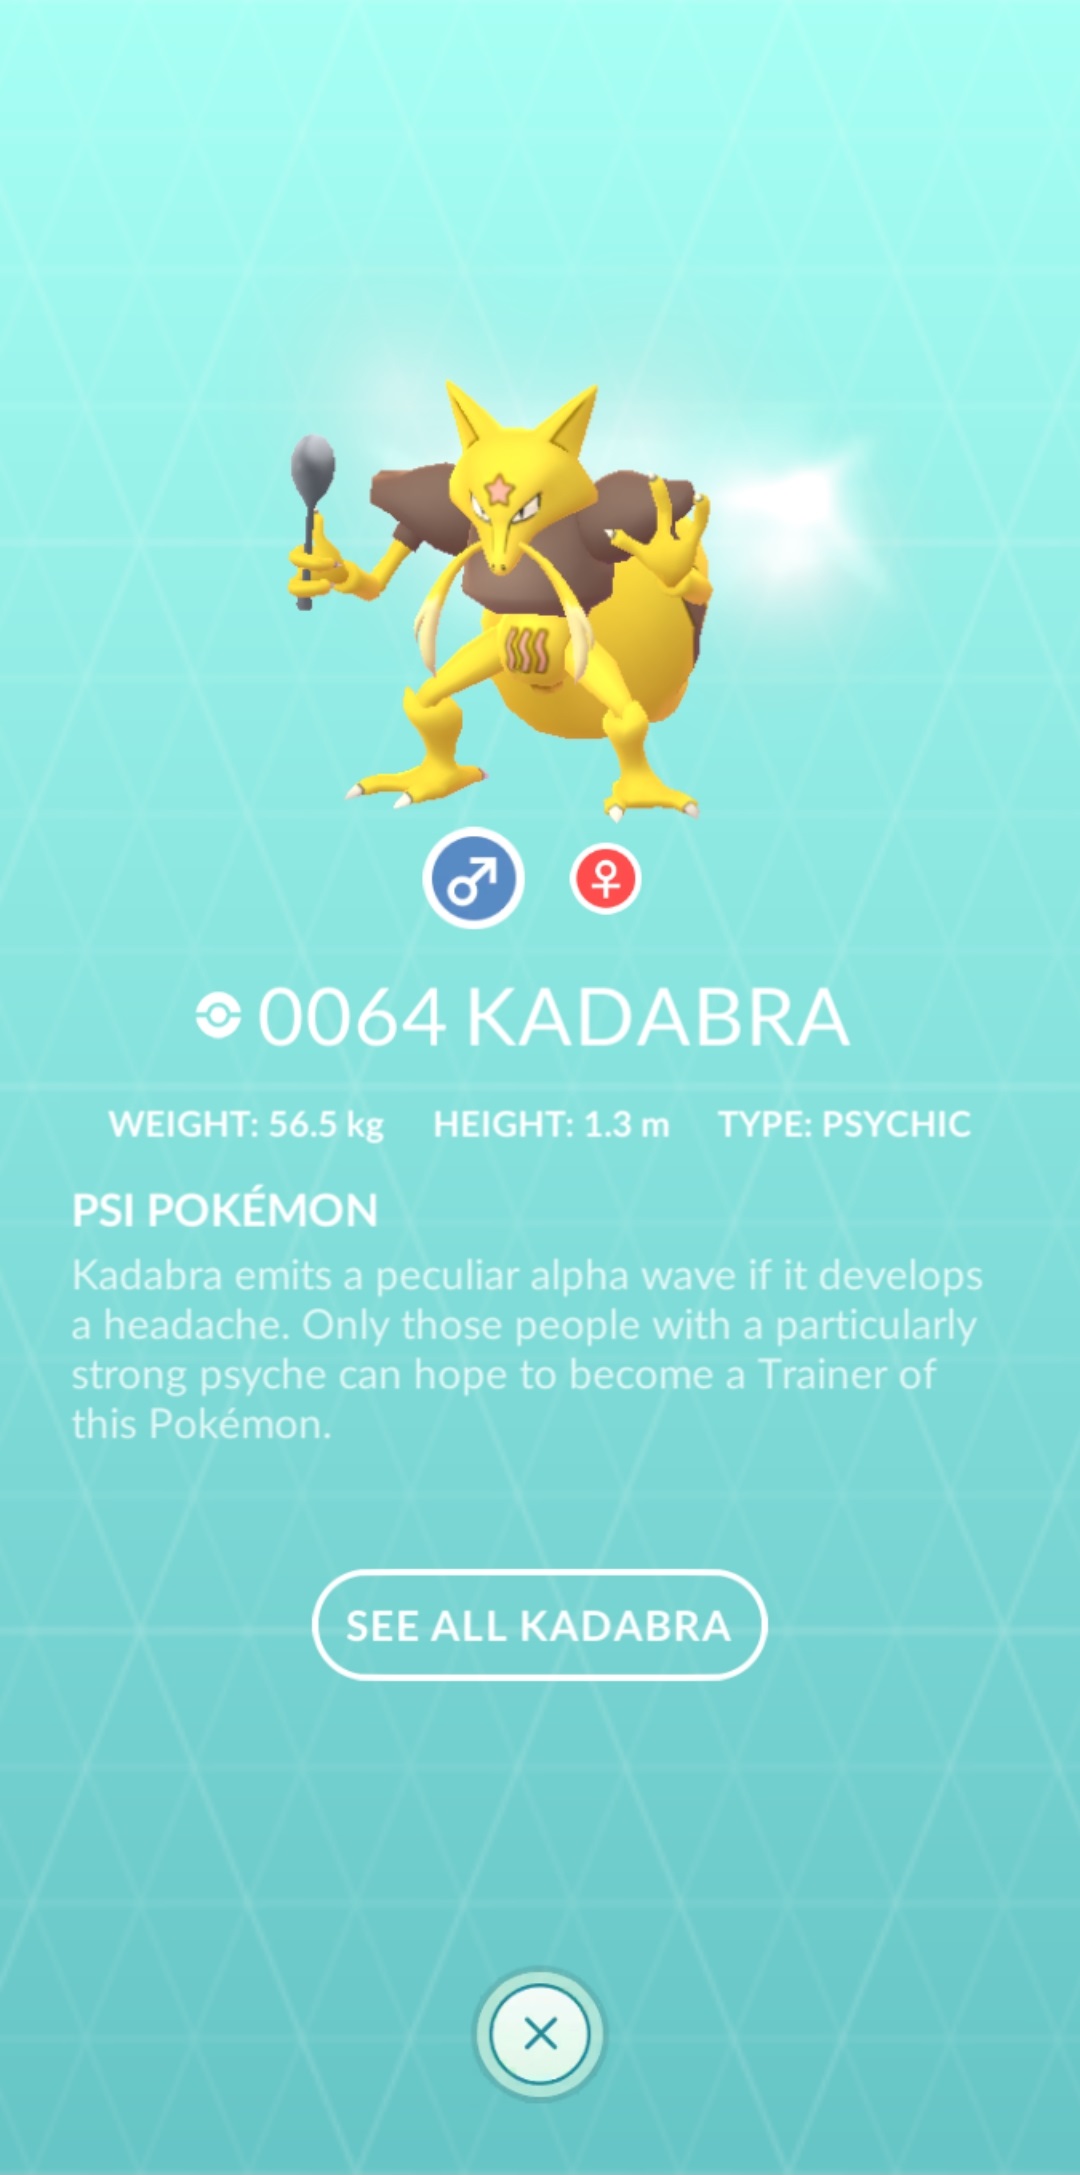 0064 KADABRA
WEIGHT: 56.5 kg HEIGHT: 1.3 m TYPE: PSYCHIC
PSI POKÉMON
Kadabra emits a peculiar alpha wave if it develops
a headache. Only those people with a particularly
strong psyche can hope to become a Trainer of
this Pokémon.
SEE ALL KADABRA